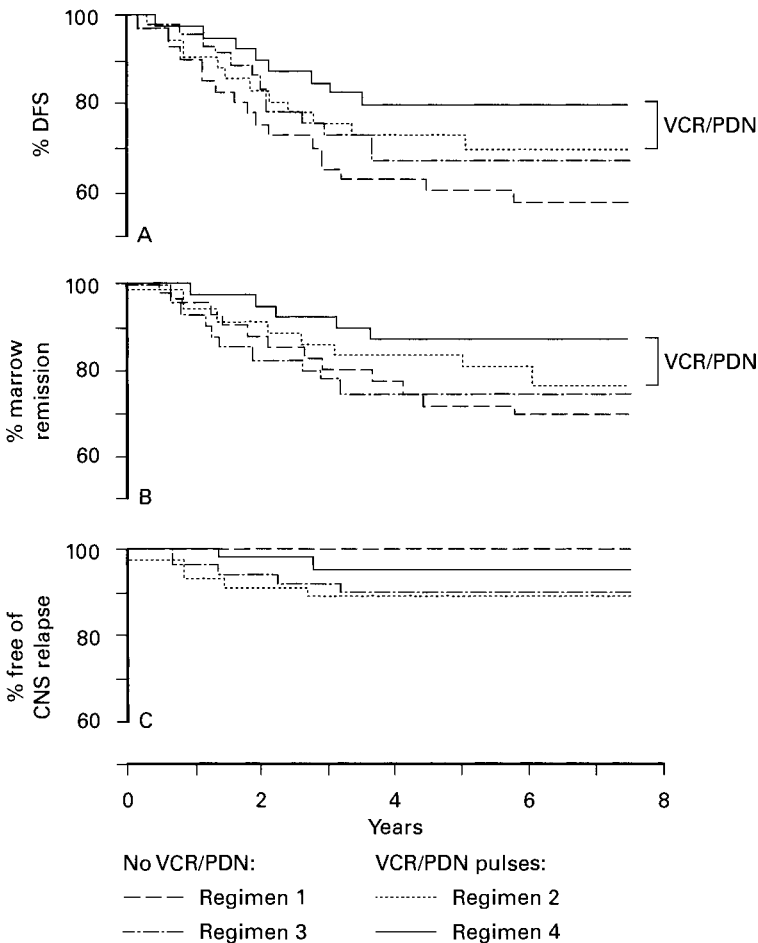 100
80
60
% DFS
A
VCR/PDN
100
80
60
% marrow
remission
B
VCR/PDN
100
80
60
% free of
CNS relapse
C
0 2 4 6 8
Years
No VCR/PDN: VCR/PDN pulses:
Regimen 1 Regimen 2
Regimen 3 Regimen 4